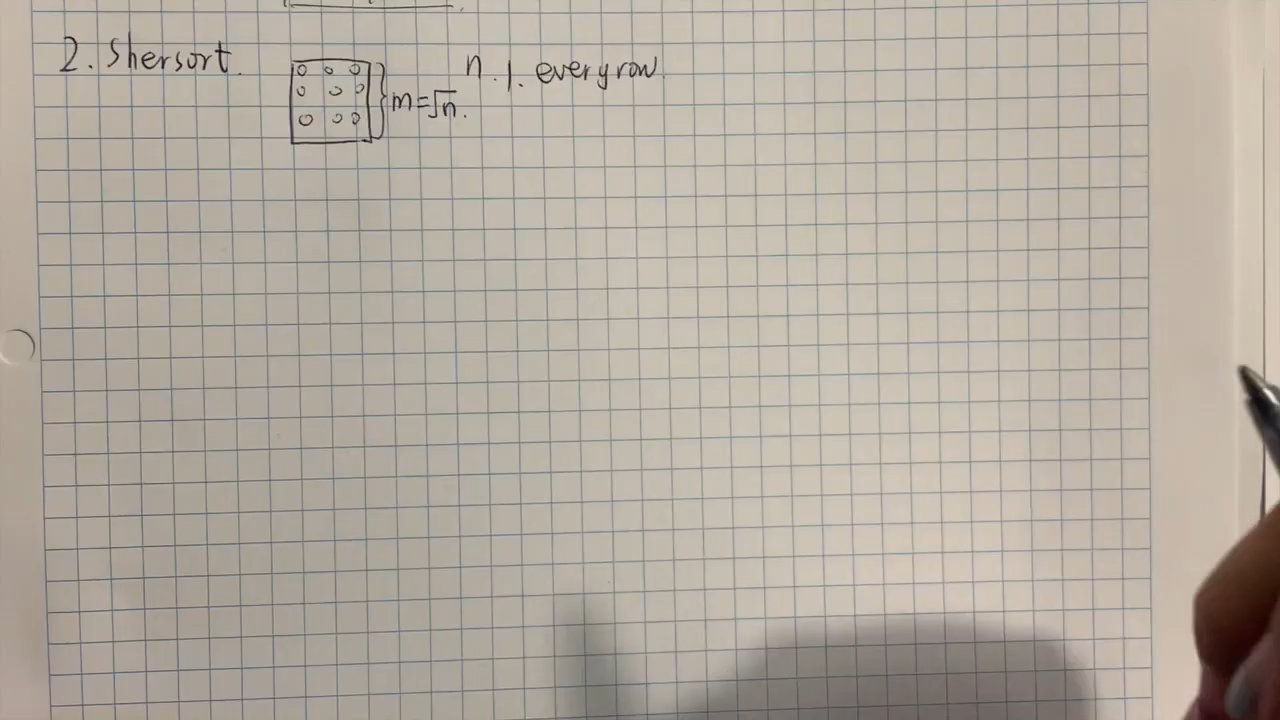 2. Shersort.
m=√n.
n. 1. every row